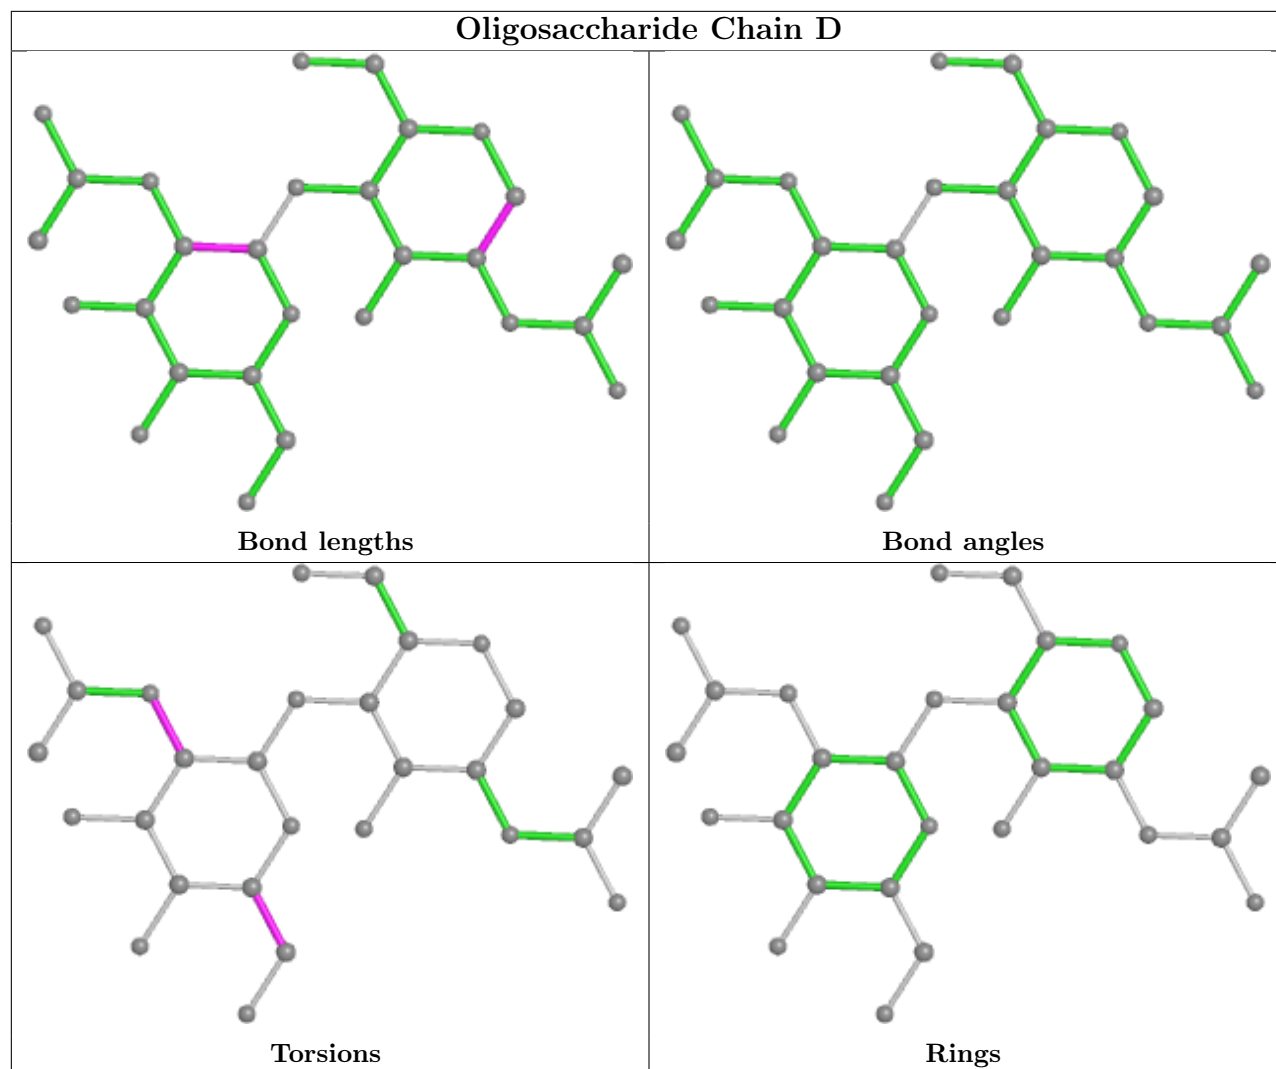 Oligosaccharide Chain D
Bond lengths
Bond angles
Torsions
Rings